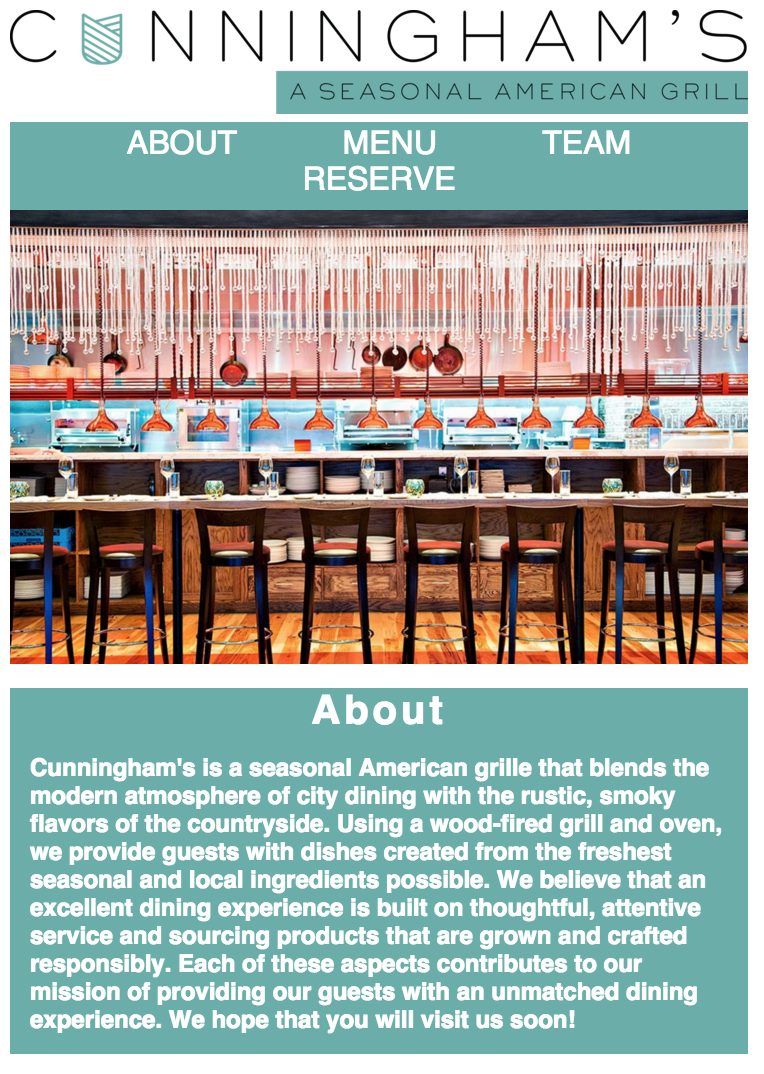 CUNNINGHAM'S
A SEASONAL AMERICAN GRILL
ABOUT MENU TEAM
RESERVE
About
Cunningham's is a seasonal American grille that blends the
modern atmosphere of city dining with the rustic, smoky
flavors of the countryside. Using a wood-fired grill and oven,
we provide guests with dishes created from the freshest
seasonal and local ingredients possible. We believe that an
excellent dining experience is built on thoughtful, attentive
service and sourcing products that are grown and crafted
responsibly. Each of these aspects contributes to our
mission of providing our guests with an unmatched dining
experience. We hope that you will visit us soon!